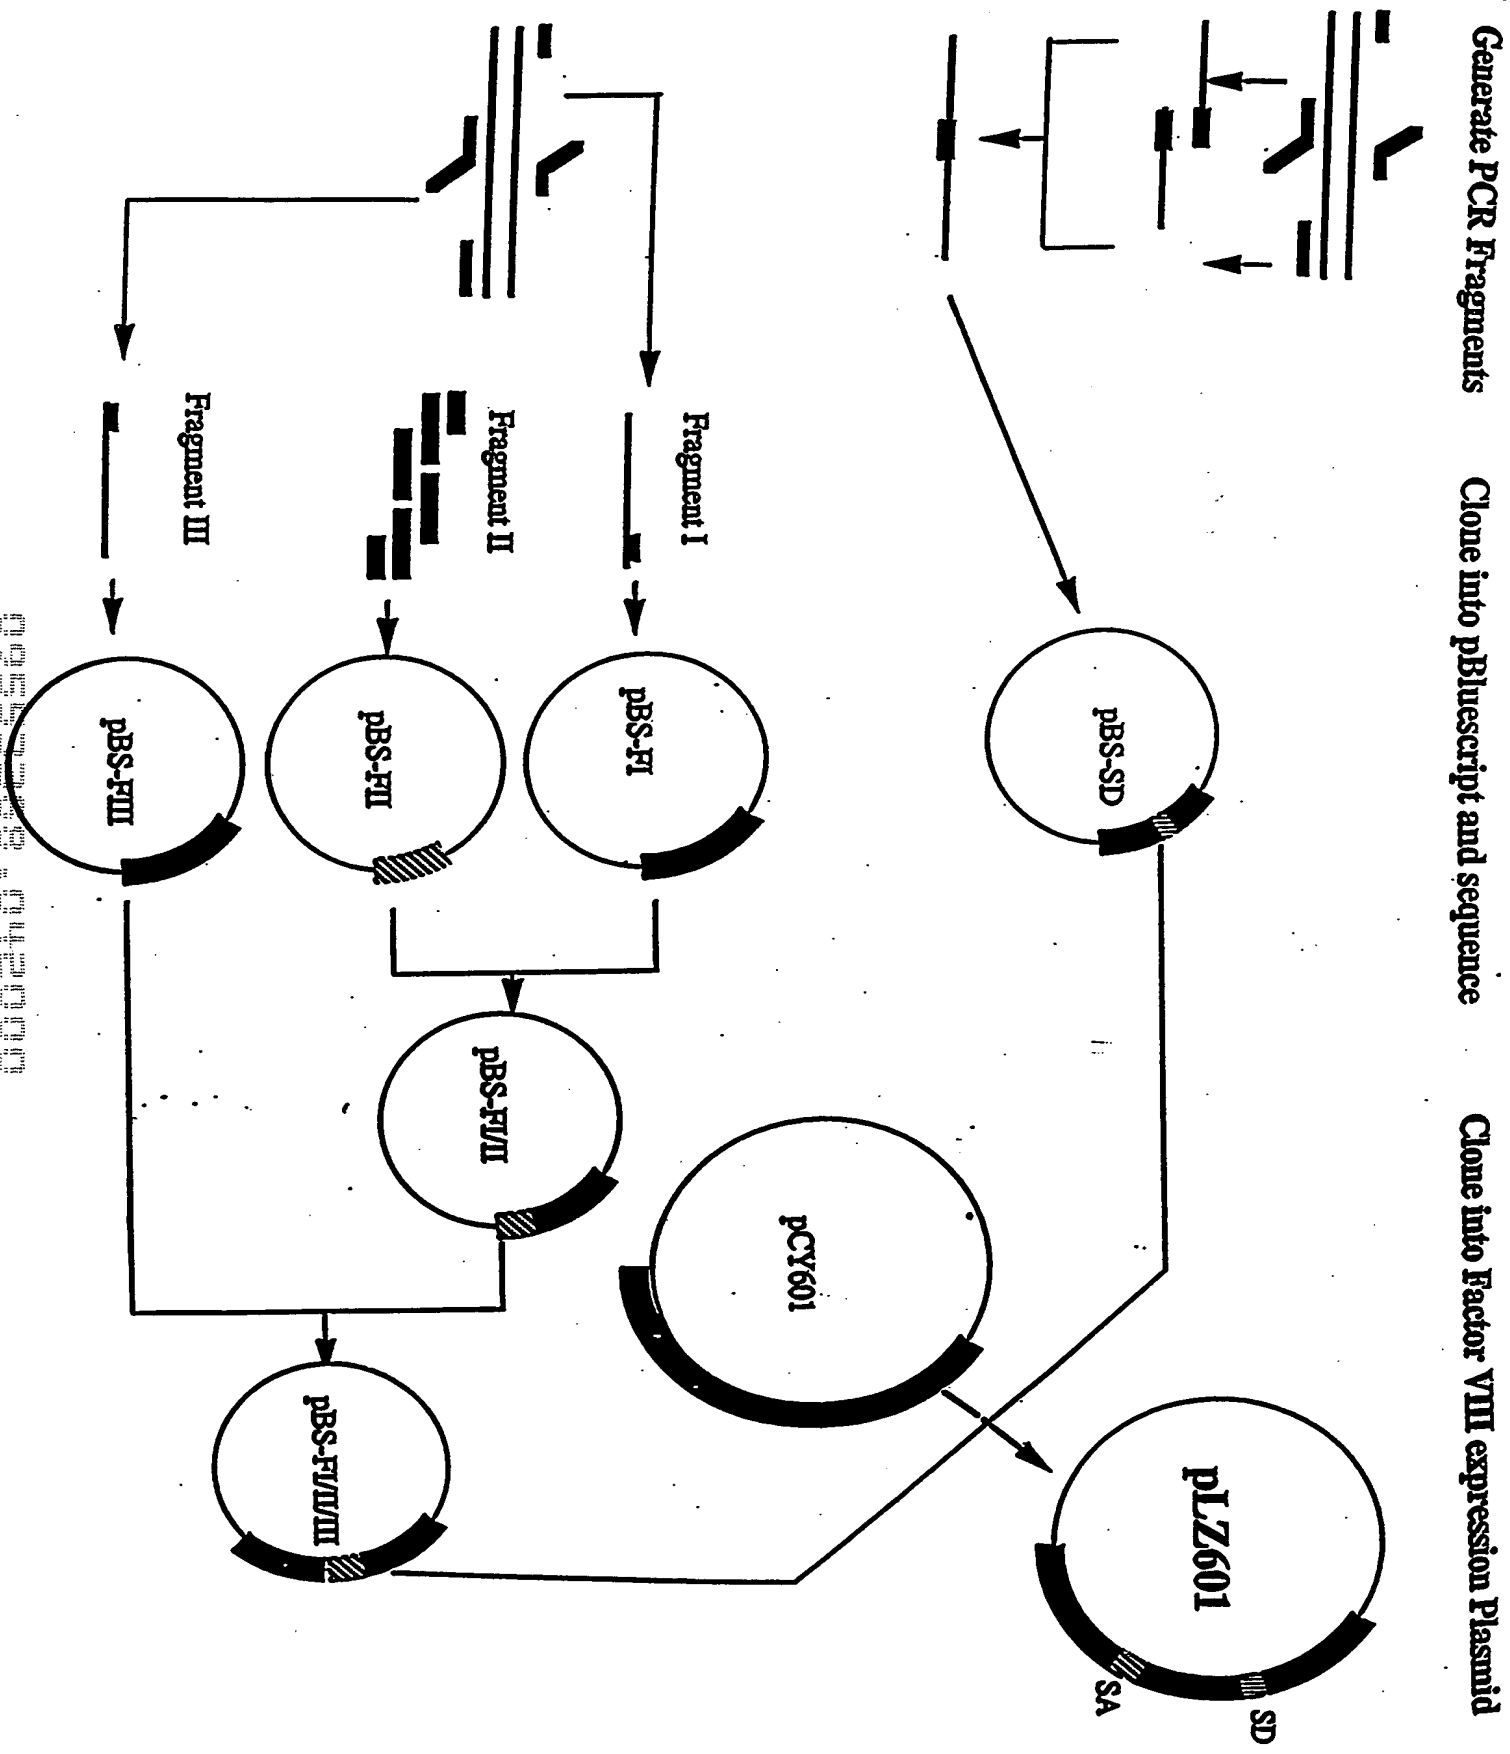 Generate PCR Fragments
Clone into pBluescript and sequence
Clone into Factor VIII expression Plasmid
pBS-SD
pLZ601
SD
SA
pCY601
Fragment I
pBS-FI
Fragment II
pBS-FII
pBS-FI/II
Fragment III
pBS-FIII
pBS-FI/II/III